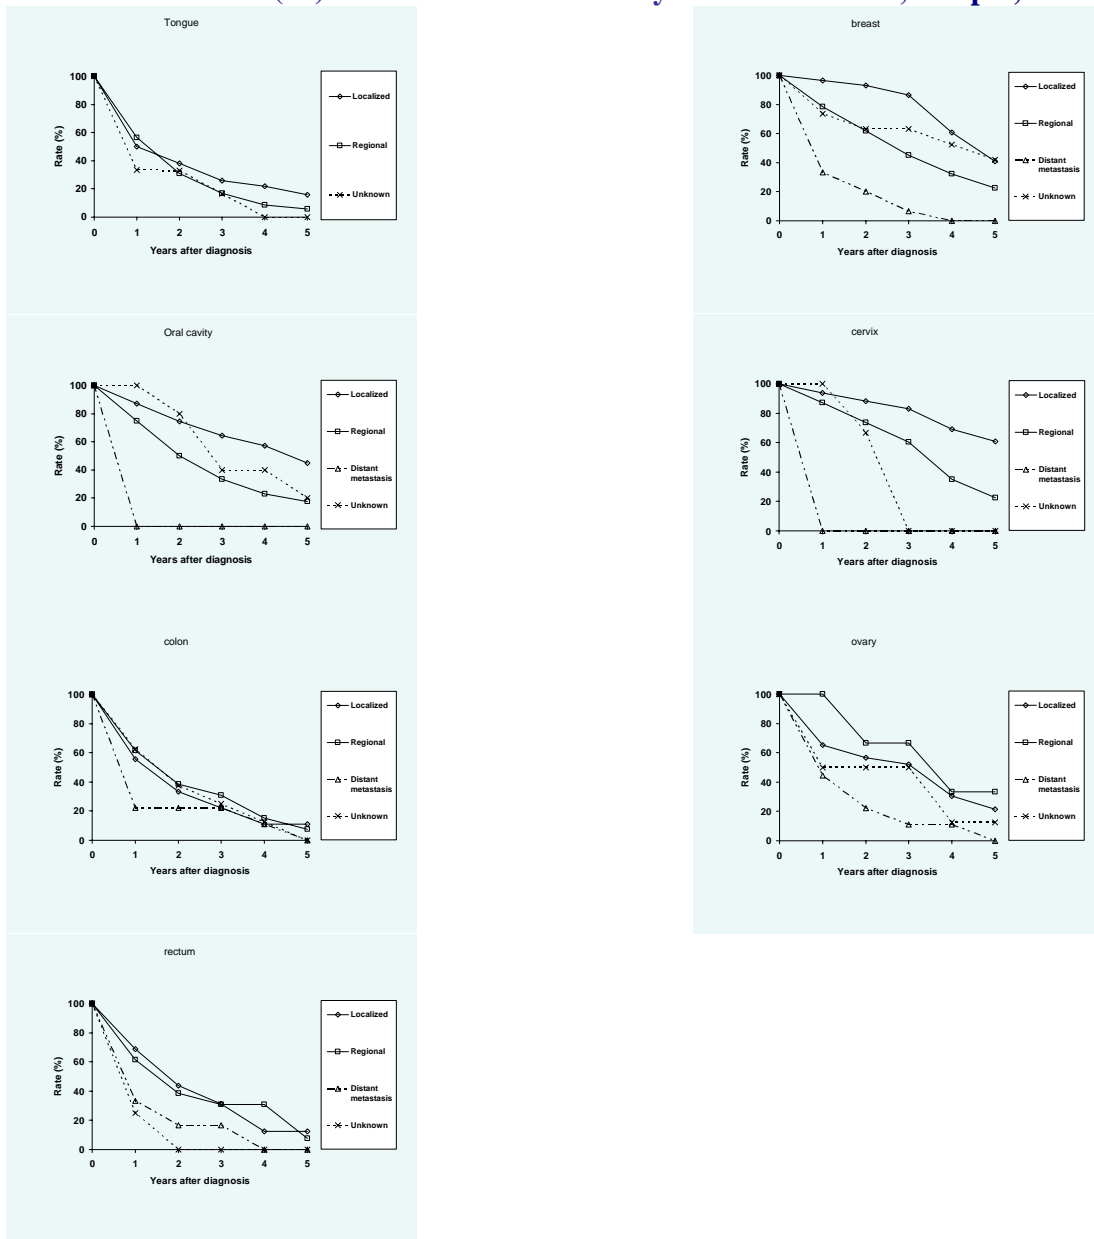 Tongue
100
80
60
40
20
0
Rate (%)
0 1 2 3 4 5
Years after diagnosis
Localized
Regional
Unknown
breast
100
80
60
40
20
0
Rate (%)
0 1 2 3 4 5
Years after diagnosis
Localized
Regional
Distant
metastasis
Unknown
Oral cavity
100
80
60
40
20
0
Rate (%)
0 1 2 3 4 5
Years after diagnosis
Localized
Regional
Distant
metastasis
Unknown
cervix
100
80
60
40
20
0
Rate (%)
0 1 2 3 4 5
Years after diagnosis
Localized
Regional
Distant
metastasis
Unknown
colon
100
80
60
40
20
0
Rate (%)
0 1 2 3 4 5
Years after diagnosis
Localized
Regional
Distant
metastasis
Unknown
ovary
100
80
60
40
20
0
Rate (%)
0 1 2 3 4 5
Years after diagnosis
Localized
Regional
Distant
metastasis
Unknown
rectum
100
80
60
40
20
0
Rate (%)
0 1 2 3 4 5
Years after diagnosis
Localized
Regional
Distant
metastasis
Unknown